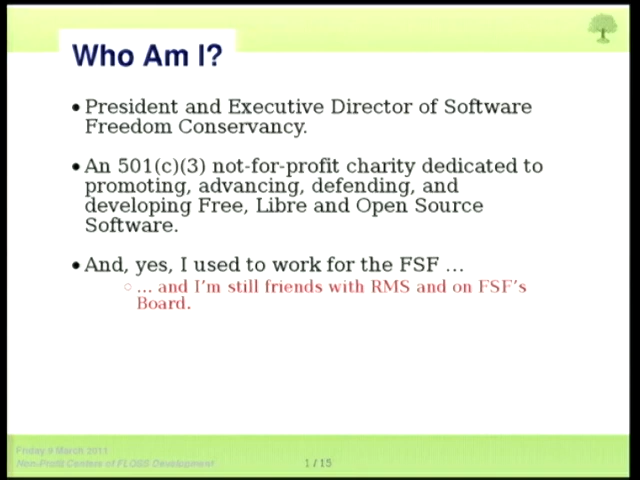 Who Am I?
• President and Executive Director of Software
Freedom Conservancy.
• An 501(c)(3) not-for-profit charity dedicated to
promoting, advancing, defending, and
developing Free, Libre and Open Source
Software.
• And, yes, I used to work for the FSF ...
○ ... and I'm still friends with RMS and on FSF's
Board.
Friday 9 March 2011
Non-Profit Centers of FLOSS Development
1 / 15